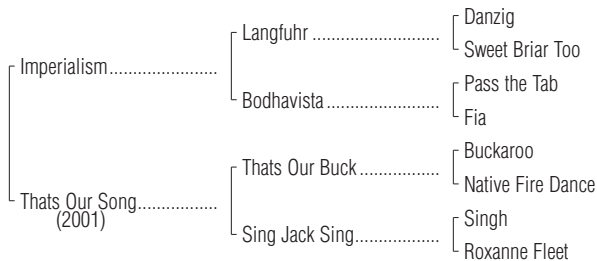 Danzig
Langfuhr ........................
Sweet Briar Too
Imperialism....................
Pass the Tab
Bodhavista .....................
Fia
Buckaroo
Thats Our Buck ...............
Native Fire Dance
Thats Our Song...............
(2001)
Singh
Sing Jack Sing................
Roxanne Fleet